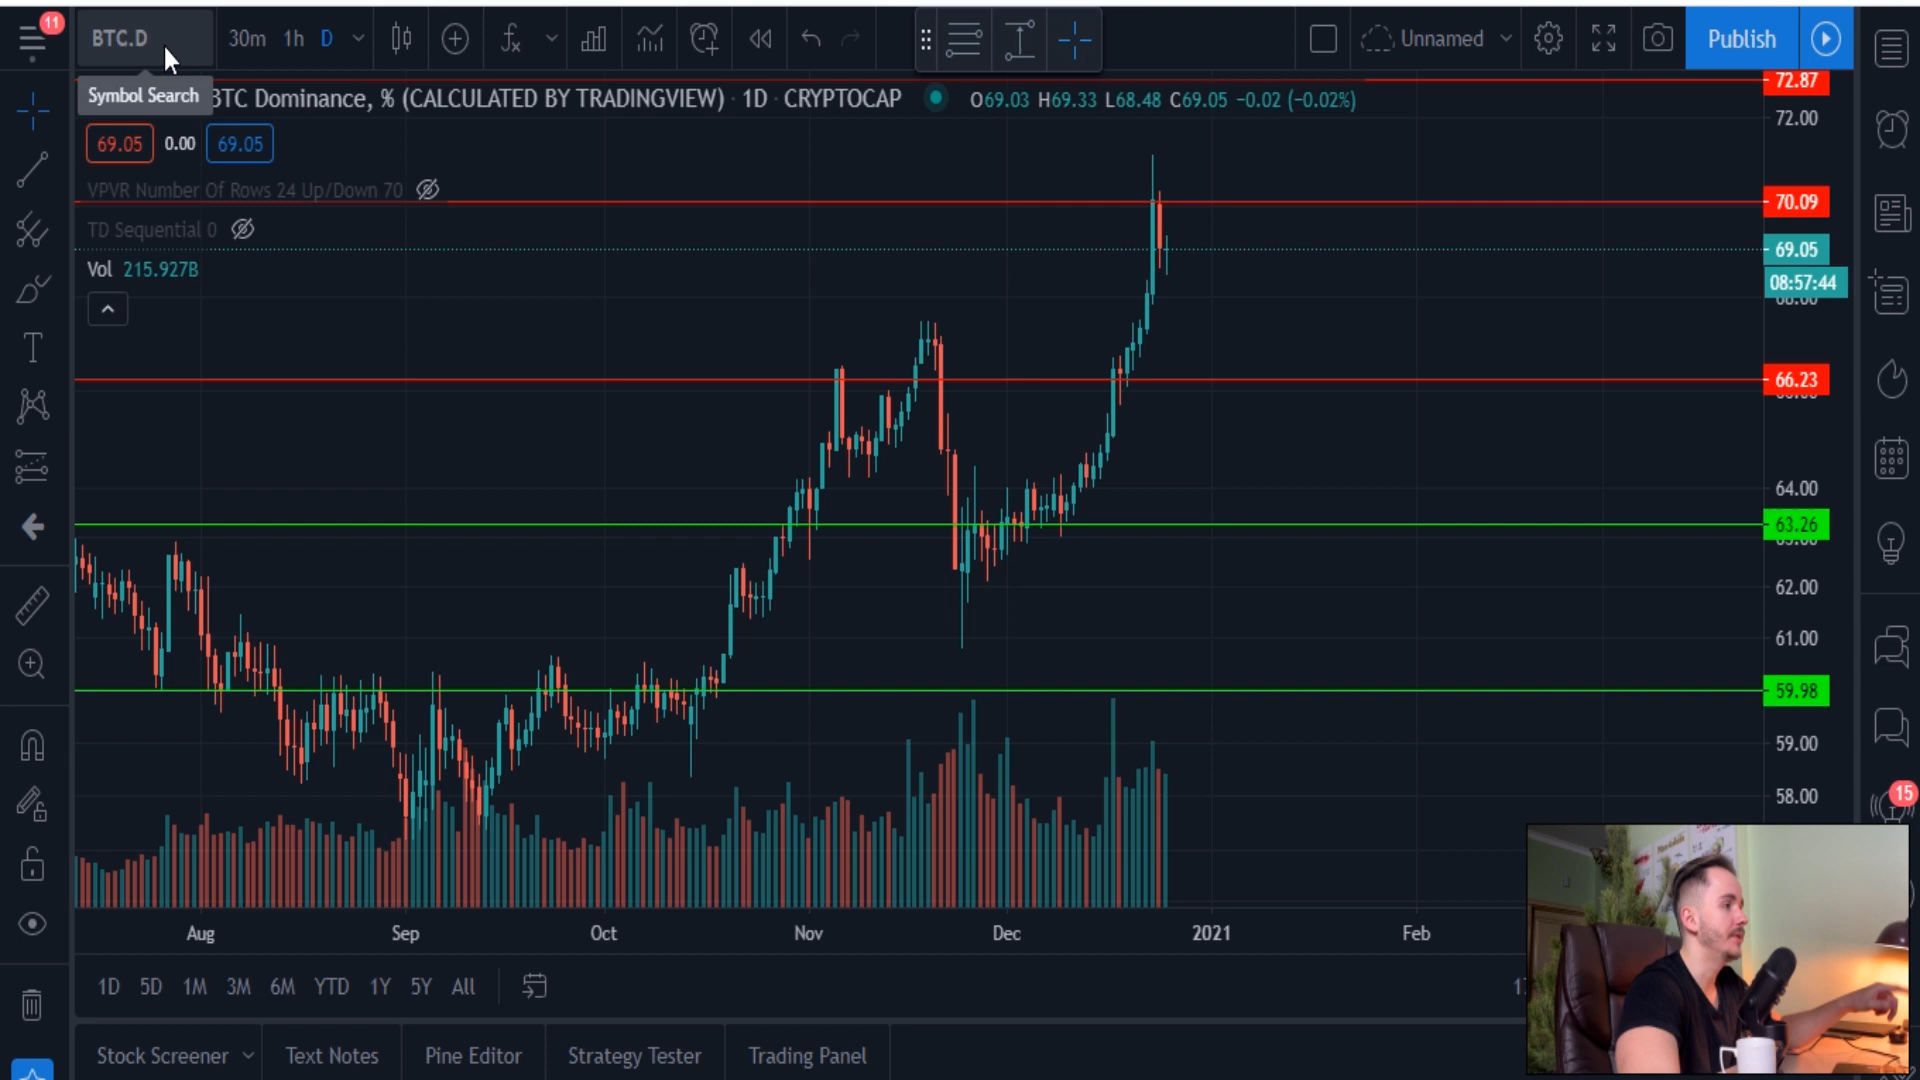 11
BTC.D
30m 1h D
Unnamed
Publish
Symbol Search
BTC Dominance, % (CALCULATED BY TRADINGVIEW) · 1D · CRYPTOCAP
O69.03 H69.33 L68.48 C69.05 −0.02 (−0.02%)
69.05 0.00 69.05
VPVR Number Of Rows 24 Up/Down 70
TD Sequential 0
Vol 215.927B
72.87
72.00
70.09
69.05
08:57:44
68.00
66.23
64.00
63.26
63.00
62.00
61.00
59.98
59.00
58.00
15
Aug Sep Oct Nov Dec 2021 Feb
1D 5D 1M 3M 6M YTD 1Y 5Y All
Stock Screener Text Notes Pine Editor Strategy Tester Trading Panel